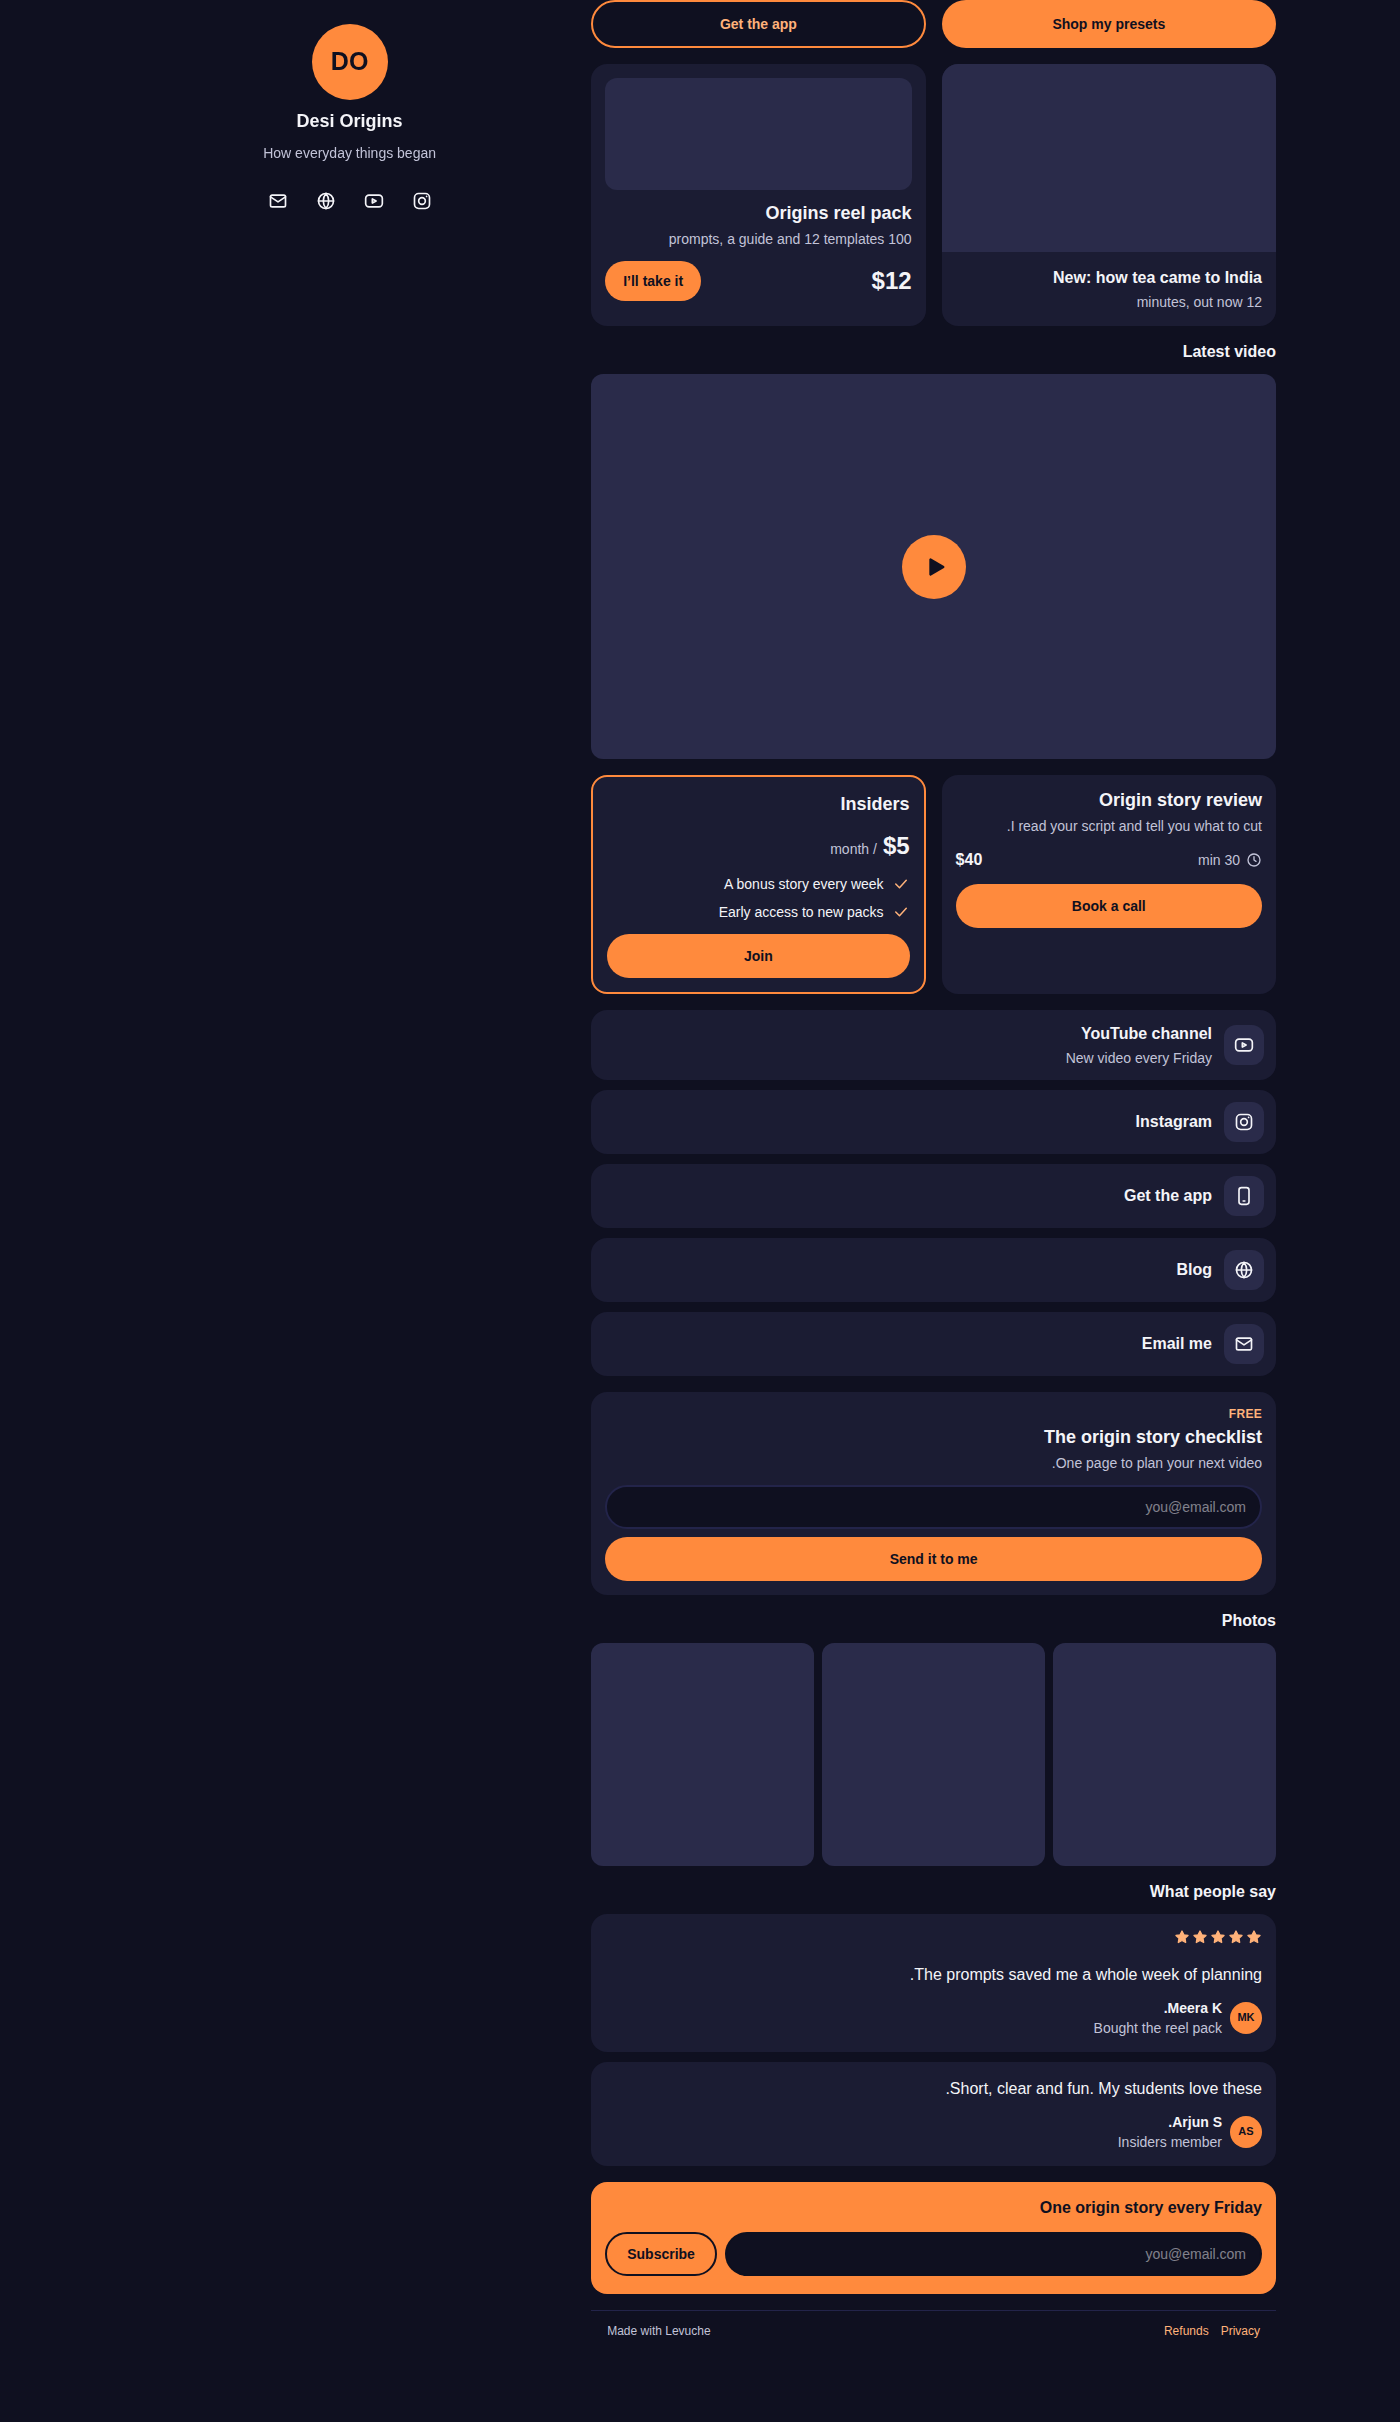 DO
Desi Origins
How everyday things began
Shop my presets
Get the app
New: how tea came to India
minutes, out now 12
Origins reel pack
prompts, a guide and 12 templates 100
$12
I’ll take it
Latest video
Origin story review
.I read your script and tell you what to cut
min 30
$40
Book a call
Insiders
month / $5
A bonus story every week
Early access to new packs
Join
YouTube channel
New video every Friday
Instagram
Get the app
Blog
Email me
FREE
The origin story checklist
.One page to plan your next video
you@email.com
Send it to me
Photos
What people say
.The prompts saved me a whole week of planning
MK
.Meera K
Bought the reel pack
.Short, clear and fun. My students love these
AS
.Arjun S
Insiders member
One origin story every Friday
you@email.com
Subscribe
Refunds Privacy
Made with Levuche